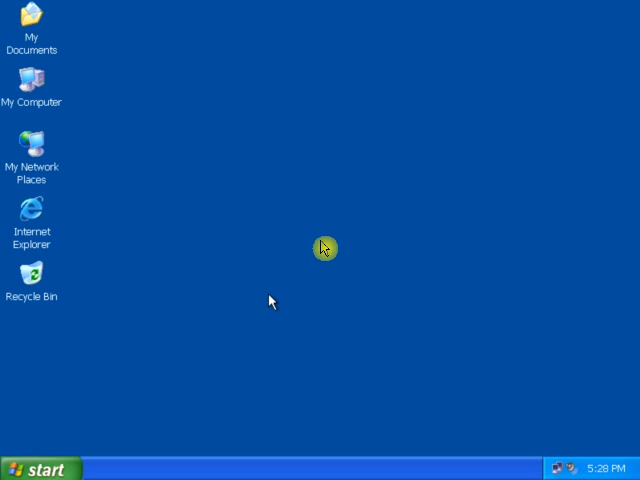 My
Documents
My Computer
My Network
Places
Internet
Explorer
Recycle Bin
start
5:28 PM